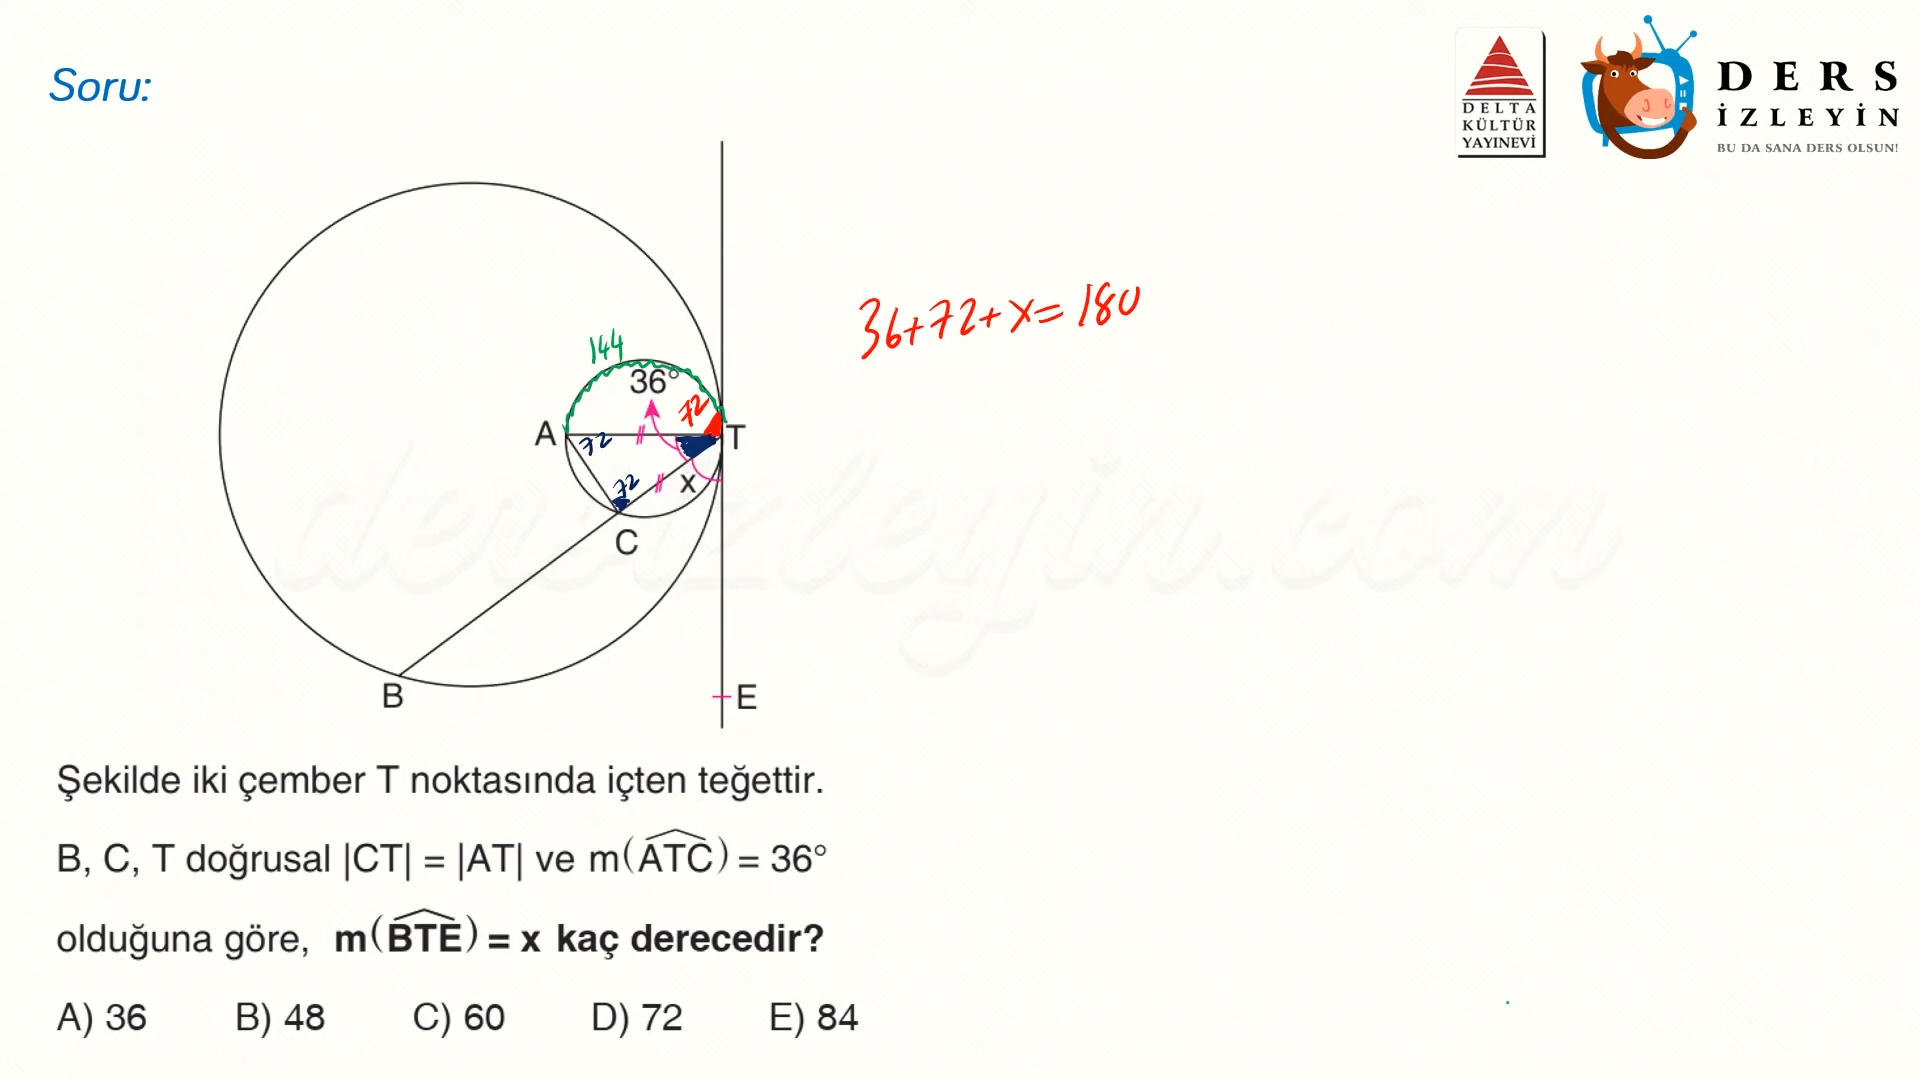 Soru:
DELTA
KÜLTÜR
YAYINEVİ
DERS
İZLEYİN
BU DA SANA DERS OLSUN!
36+72+x=180
144
36°
72
A
72
T
72
x
C
B
E
dersizleyin.com
Şekilde iki çember T noktasında içten teğettir.
B, C, T doğrusal |CT| = |AT| ve m(ATC) = 36°
olduğuna göre, m(BTE) = x kaç derecedir?
A) 36 B) 48 C) 60 D) 72 E) 84